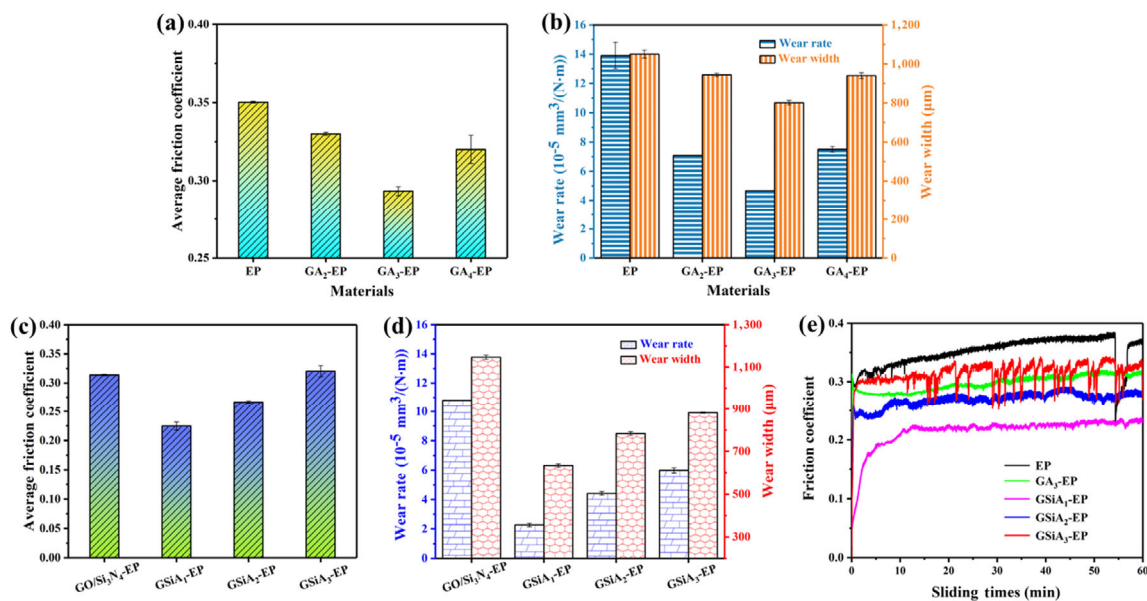 (a)
0.40
0.35
0.30
0.25
Average friction coefficient
EP
GA₂-EP
GA₃-EP
GA₄-EP
Materials
(b)
16
14
12
10
8
6
4
2
0
Wear rate (10⁻⁵ mm³/(N·m))
Wear rate
Wear width
1,200
1,000
800
600
400
200
0
Wear width (μm)
EP
GA₂-EP
GA₃-EP
GA₄-EP
Materials
(c)
0.40
0.35
0.30
0.25
0.20
0.15
0.10
0.05
0.00
Average friction coefficient
GO/Si₃N₄-EP
GSiA₁-EP
GSiA₂-EP
GSiA₃-EP
(d)
16
14
12
10
8
6
4
2
0
Wear rate (10⁻⁵ mm³/(N·m))
Wear rate
Wear width
1,300
1,100
900
700
500
300
Wear width (μm)
GO/Si₃N₄-EP
GSiA₁-EP
GSiA₂-EP
GSiA₃-EP
(e)
0.4
0.3
0.2
0.1
0.0
Friction coefficient
EP
GA₃-EP
GSiA₁-EP
GSiA₂-EP
GSiA₃-EP
0
10
20
30
40
50
60
Sliding times (min)